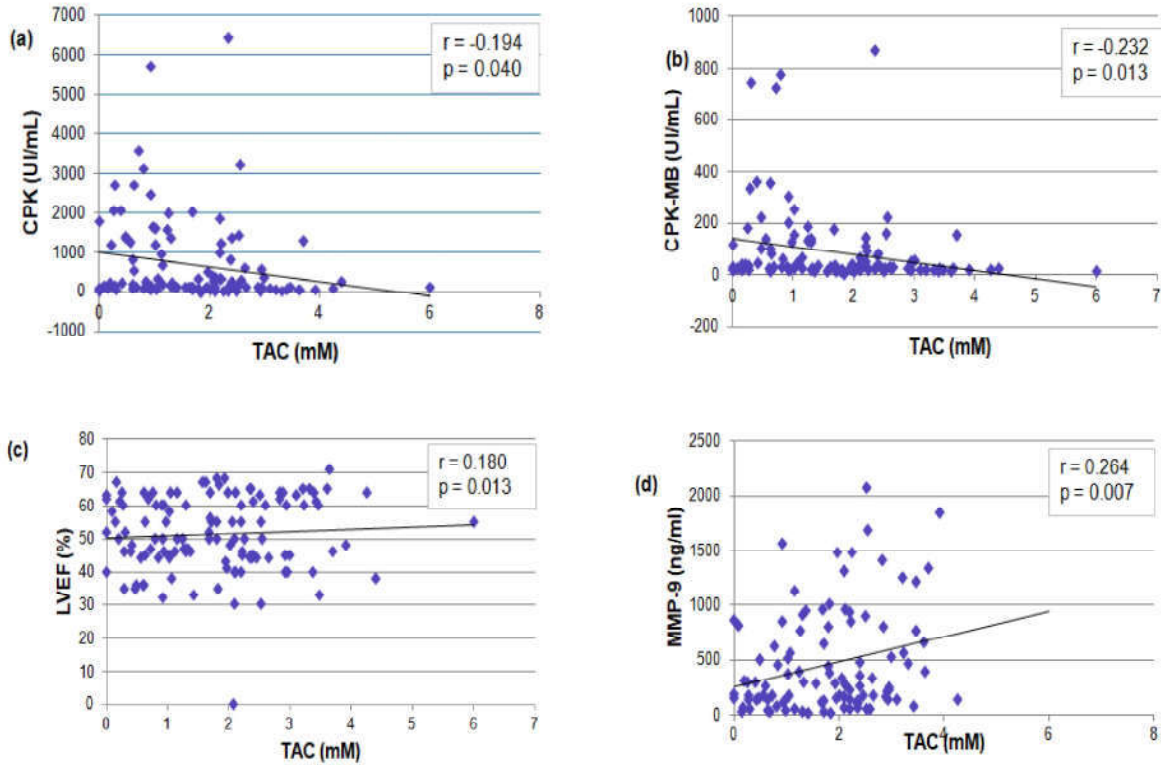 (a)
r = -0.194
p = 0.040
CPK (UI/mL)
7000
6000
5000
4000
3000
2000
1000
0
-1000
0 2 4 6 8
TAC (mM)
(b)
r = -0.232
p = 0.013
CPK-MB (UI/mL)
1000
800
600
400
200
0
-200
0 1 2 3 4 5 6 7
TAC (mM)
(c)
r = 0.180
p = 0.013
LVEF (%)
80
70
60
50
40
30
20
10
0
0 1 2 3 4 5 6 7
TAC (mM)
(d)
r = 0.264
p = 0.007
MMP-9 (ng/ml)
2500
2000
1500
1000
500
0
0 2 4 6 8
TAC (mM)